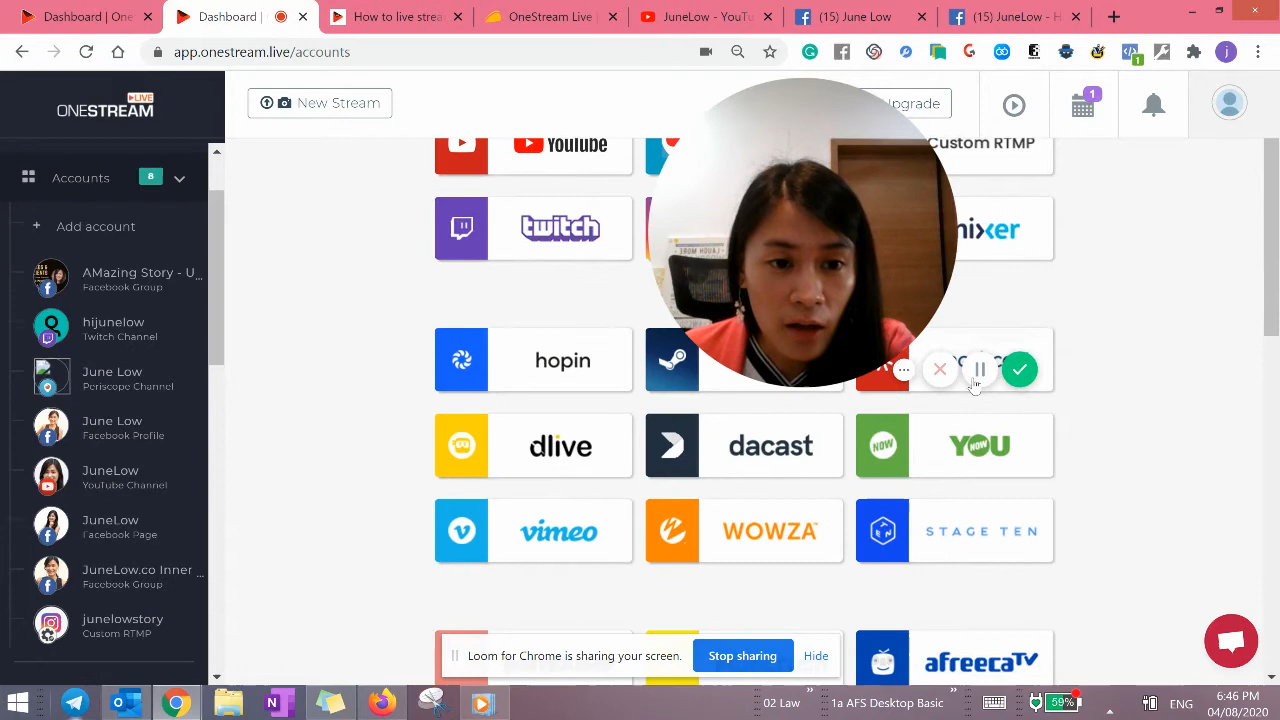 Dashboard |
Dashboard |
How to live strea
OneStream Live
JuneLow - YouTu
(15) June Low
(15) JuneLow - H
app.onestream.live/accounts
LIVE
ONESTREAM
New Stream
Upgrade
1
Accounts 8
Add account
AMazing Story - U...
Facebook Group
hijunelow
Twitch Channel
June Low
Periscope Channel
June Low
Facebook Profile
JuneLow
YouTube Channel
JuneLow
Facebook Page
JuneLow.co Inner ...
Facebook Group
junelowstory
Custom RTMP
YouTube
Custom RTMP
twitch
mixer
hopin
dlive
dacast
NOW YOU NOW
vimeo
WOWZA
STAGE TEN
afreecaTV
Loom for Chrome is sharing your screen.
Stop sharing
Hide
02 Law
1a AFS Desktop Basic
59%
ENG
6:46 PM
04/08/2020